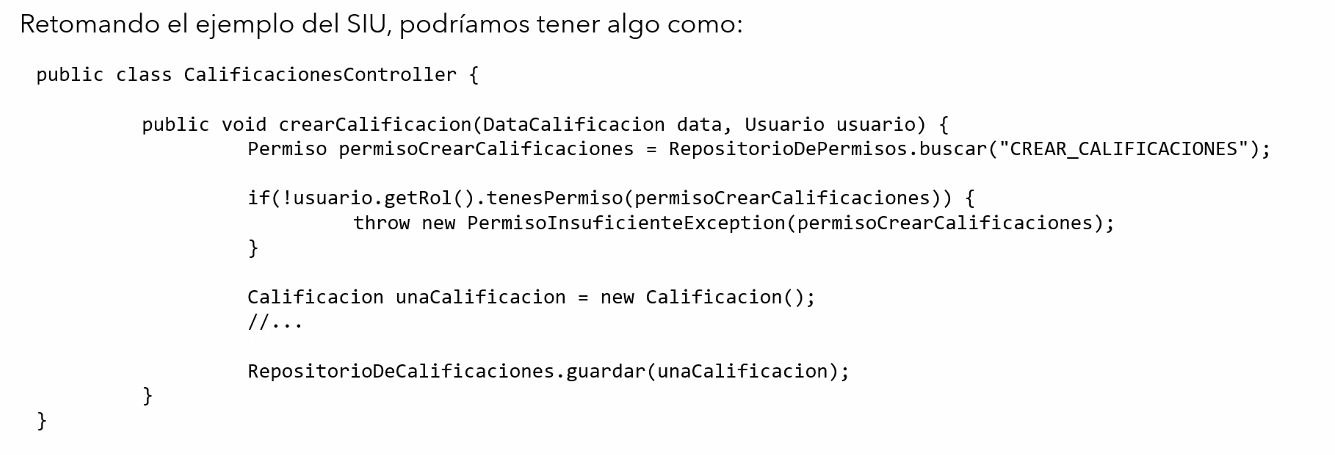 Retomando el ejemplo del SIU, podríamos tener algo como:
public class CalificacionesController {
public void crearCalificacion(DataCalificacion data, Usuario usuario) {
Permiso permisoCrearCalificaciones = RepositorioDePermisos.buscar("CREAR_CALIFICACIONES");
if(!usuario.getRol().tenesPermiso(permisoCrearCalificaciones)) {
throw new PermisoInsuficienteException(permisoCrearCalificaciones);
}
Calificacion unaCalificacion = new Calificacion();
//...
RepositorioDeCalificaciones.guardar(unaCalificacion);
}
}